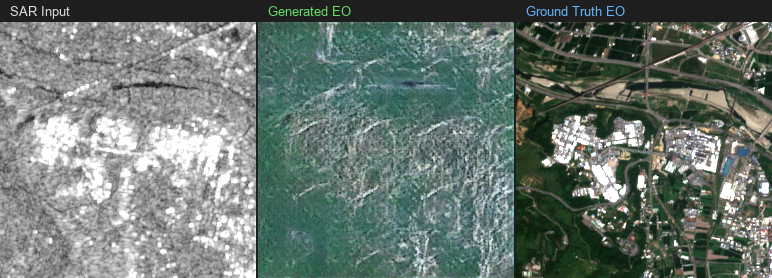 SAR Input
Generated EO
Ground Truth EO